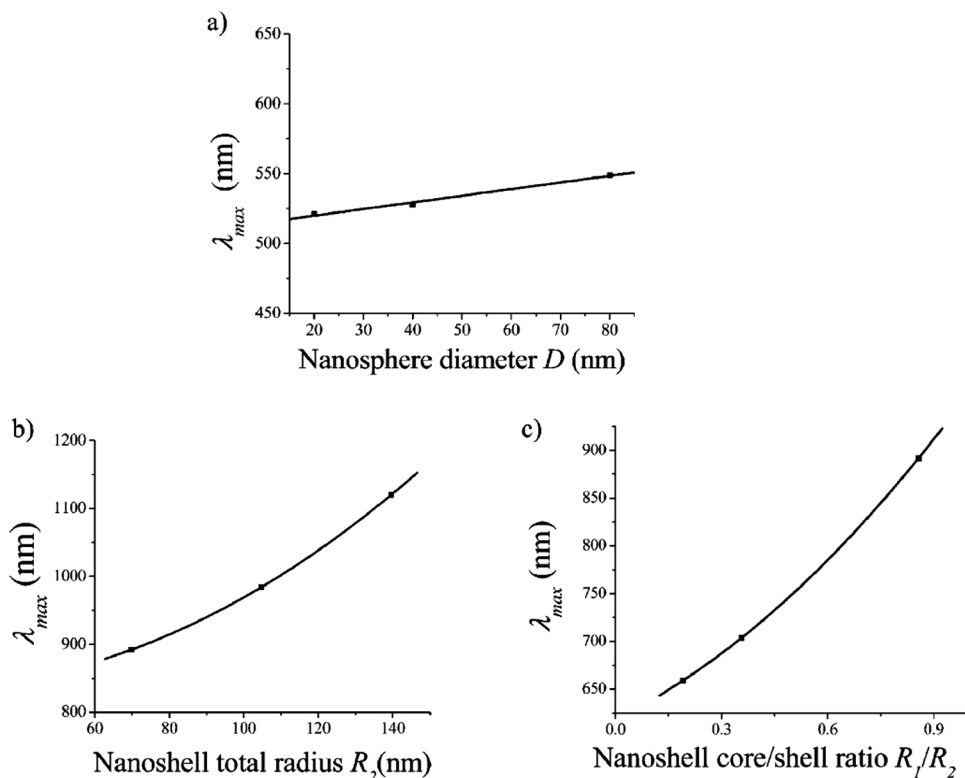 a)
650
600
550
500
450
λmax (nm)
20 30 40 50 60 70 80
Nanosphere diameter D (nm)
b)
1200
1100
1000
900
800
λmax (nm)
60 80 100 120 140
Nanoshell total radius R2(nm)
c)
900
850
800
750
700
650
λmax (nm)
0.0 0.3 0.6 0.9
Nanoshell core/shell ratio R1/R2